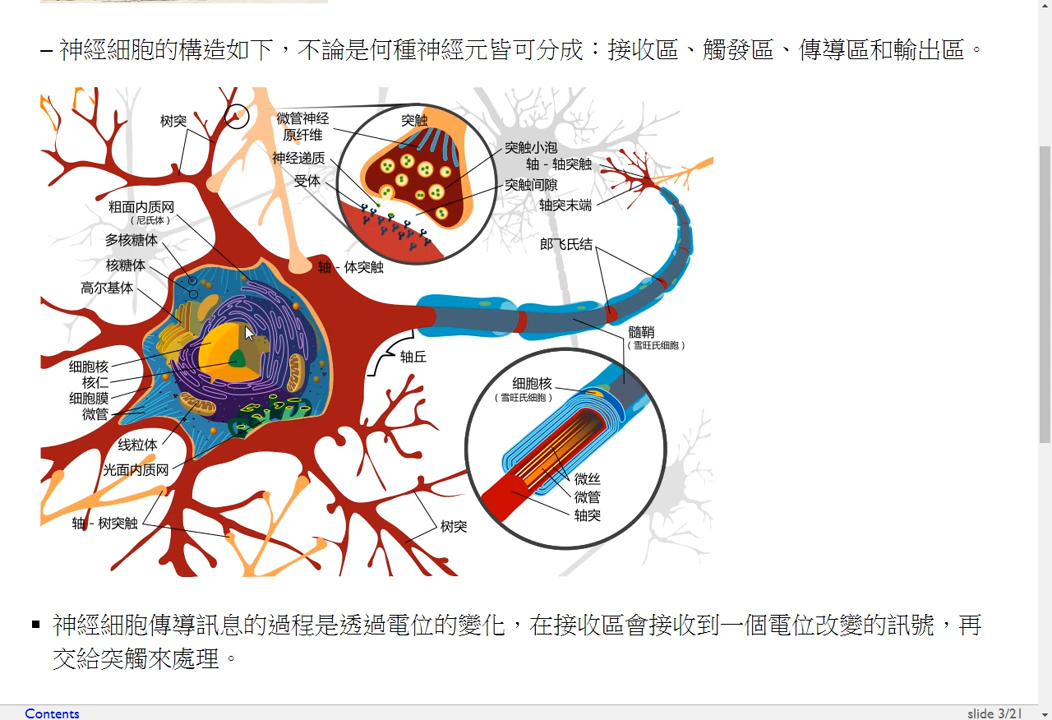 – 神經細胞的構造如下，不論是何種神經元皆可分成：接收區、觸發區、傳導區和輸出區。
树突
微管神经
原纤维
突触
神经递质
受体
突触小泡
轴 - 轴突触
突触间隙
轴突末端
粗面内质网
（尼氏体）
多核糖体
核糖体
高尔基体
轴 - 体突触
郎飞氏结
髓鞘
（雪旺氏细胞）
轴丘
细胞核
核仁
细胞膜
微管
细胞核
（雪旺氏细胞）
线粒体
光面内质网
微丝
微管
轴突
轴 - 树突触
树突
▪ 神經細胞傳導訊息的過程是透過電位的變化，在接收區會接收到一個電位改變的訊號，再
交給突觸來處理。
Contents
slide 3/21